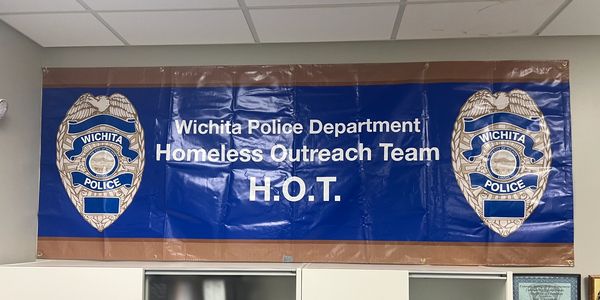 Wichita Police Department
Homeless Outreach Team
H.O.T.
WICHITA
POLICE
WICHITA
POLICE